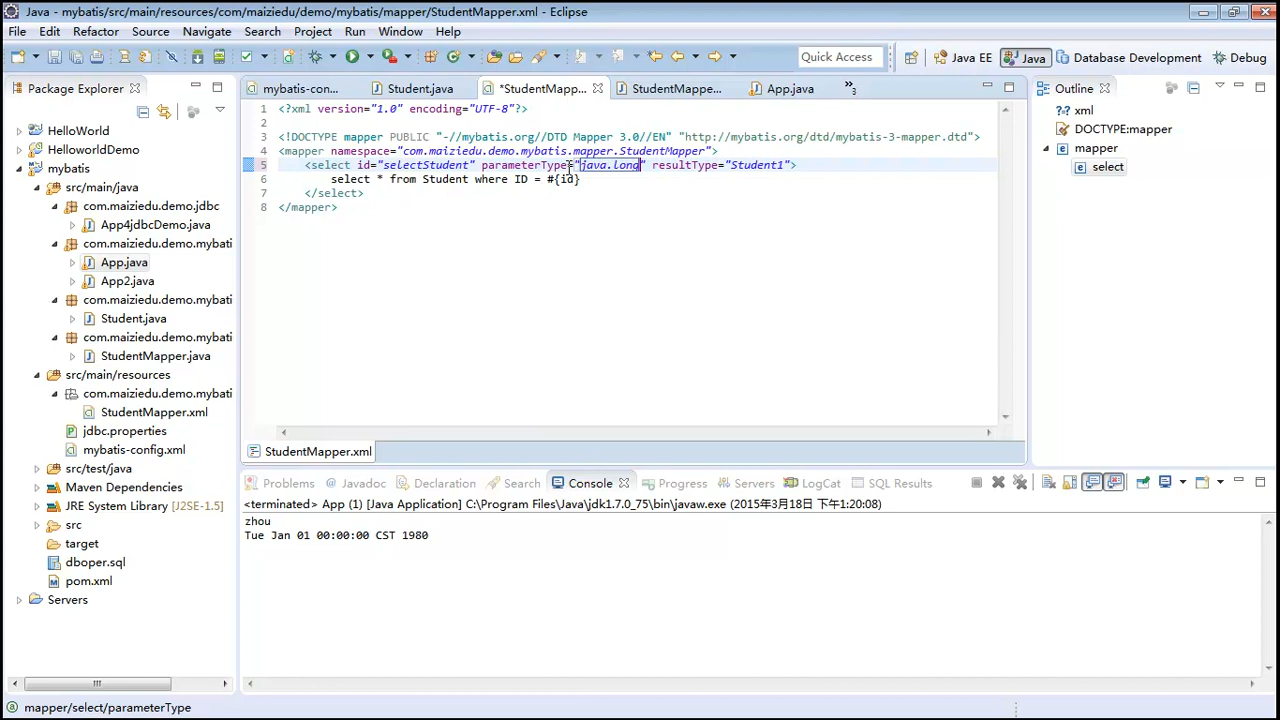 Java - mybatis/src/main/resources/com/maiziedu/demo/mybatis/mapper/StudentMapper.xml - Eclipse
File Edit Refactor Source Navigate Search Project Run Window Help
Quick Access Java EE Java Database Development Debug
Package Explorer
HelloWorld
HelloworldDemo
mybatis
src/main/java
com.maiziedu.demo.jdbc
App4jdbcDemo.java
com.maiziedu.demo.mybati
App.java
App2.java
com.maiziedu.demo.mybati
Student.java
com.maiziedu.demo.mybati
StudentMapper.java
src/main/resources
com.maiziedu.demo.mybati
StudentMapper.xml
jdbc.properties
mybatis-config.xml
src/test/java
Maven Dependencies
JRE System Library [J2SE-1.5]
src
target
dboper.sql
pom.xml
Servers
mybatis-con... Student.java *StudentMapp... StudentMappe... App.java »3
1 <?xml version="1.0" encoding="UTF-8"?>
2
3 <!DOCTYPE mapper PUBLIC "-//mybatis.org//DTD Mapper 3.0//EN" "http://mybatis.org/dtd/mybatis-3-mapper.dtd">
4 <mapper namespace="com.maiziedu.demo.mybatis.mapper.StudentMapper">
5 <select id="selectStudent" parameterType="java.long" resultType="Student1">
6 select * from Student where ID = #{id}
7 </select>
8 </mapper>
StudentMapper.xml
Outline
xml
DOCTYPE:mapper
mapper
select
Problems Javadoc Declaration Search Console Progress Servers LogCat SQL Results
<terminated> App (1) [Java Application] C:\Program Files\Java\jdk1.7.0_75\bin\javaw.exe (2015年3月18日 下午1:20:08)
zhou
Tue Jan 01 00:00:00 CST 1980
mapper/select/parameterType